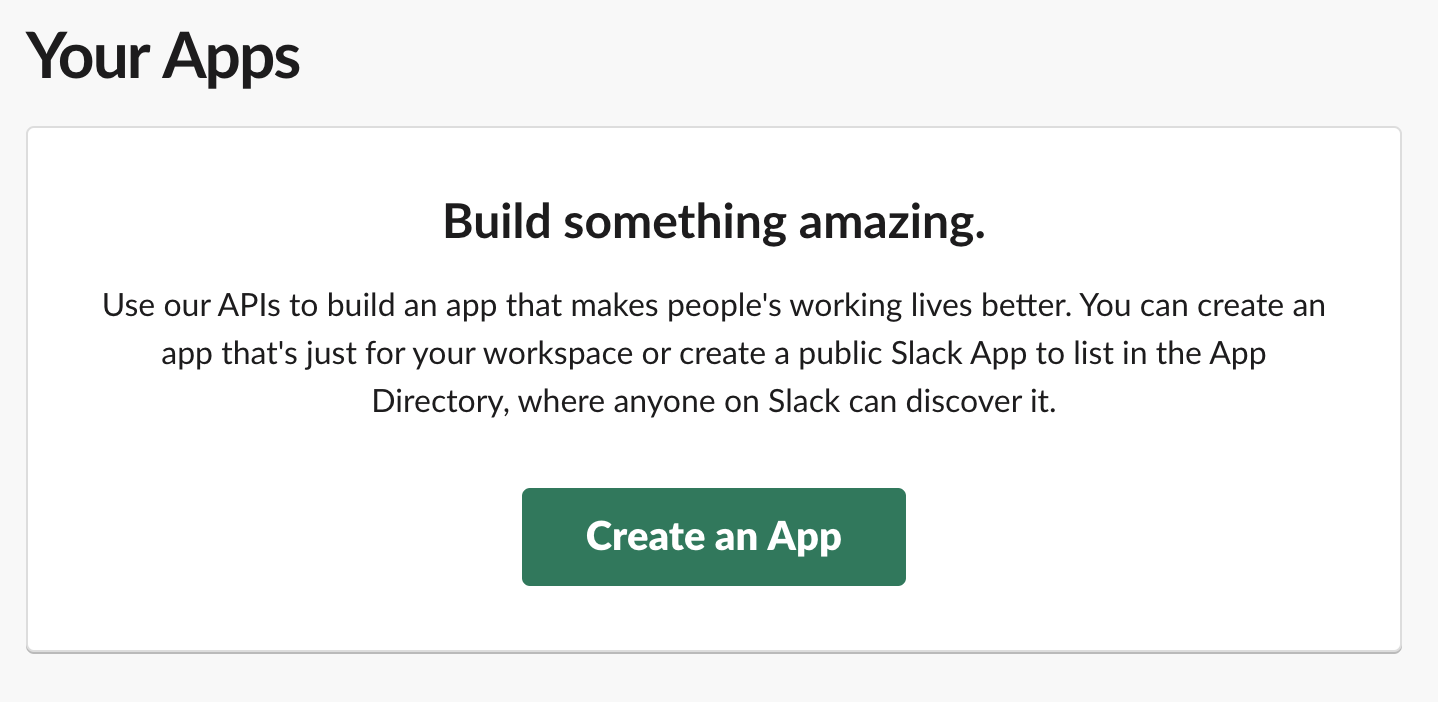 Your Apps
Build something amazing.
Use our APIs to build an app that makes people's working lives better. You can create an
app that's just for your workspace or create a public Slack App to list in the App
Directory, where anyone on Slack can discover it.
Create an App